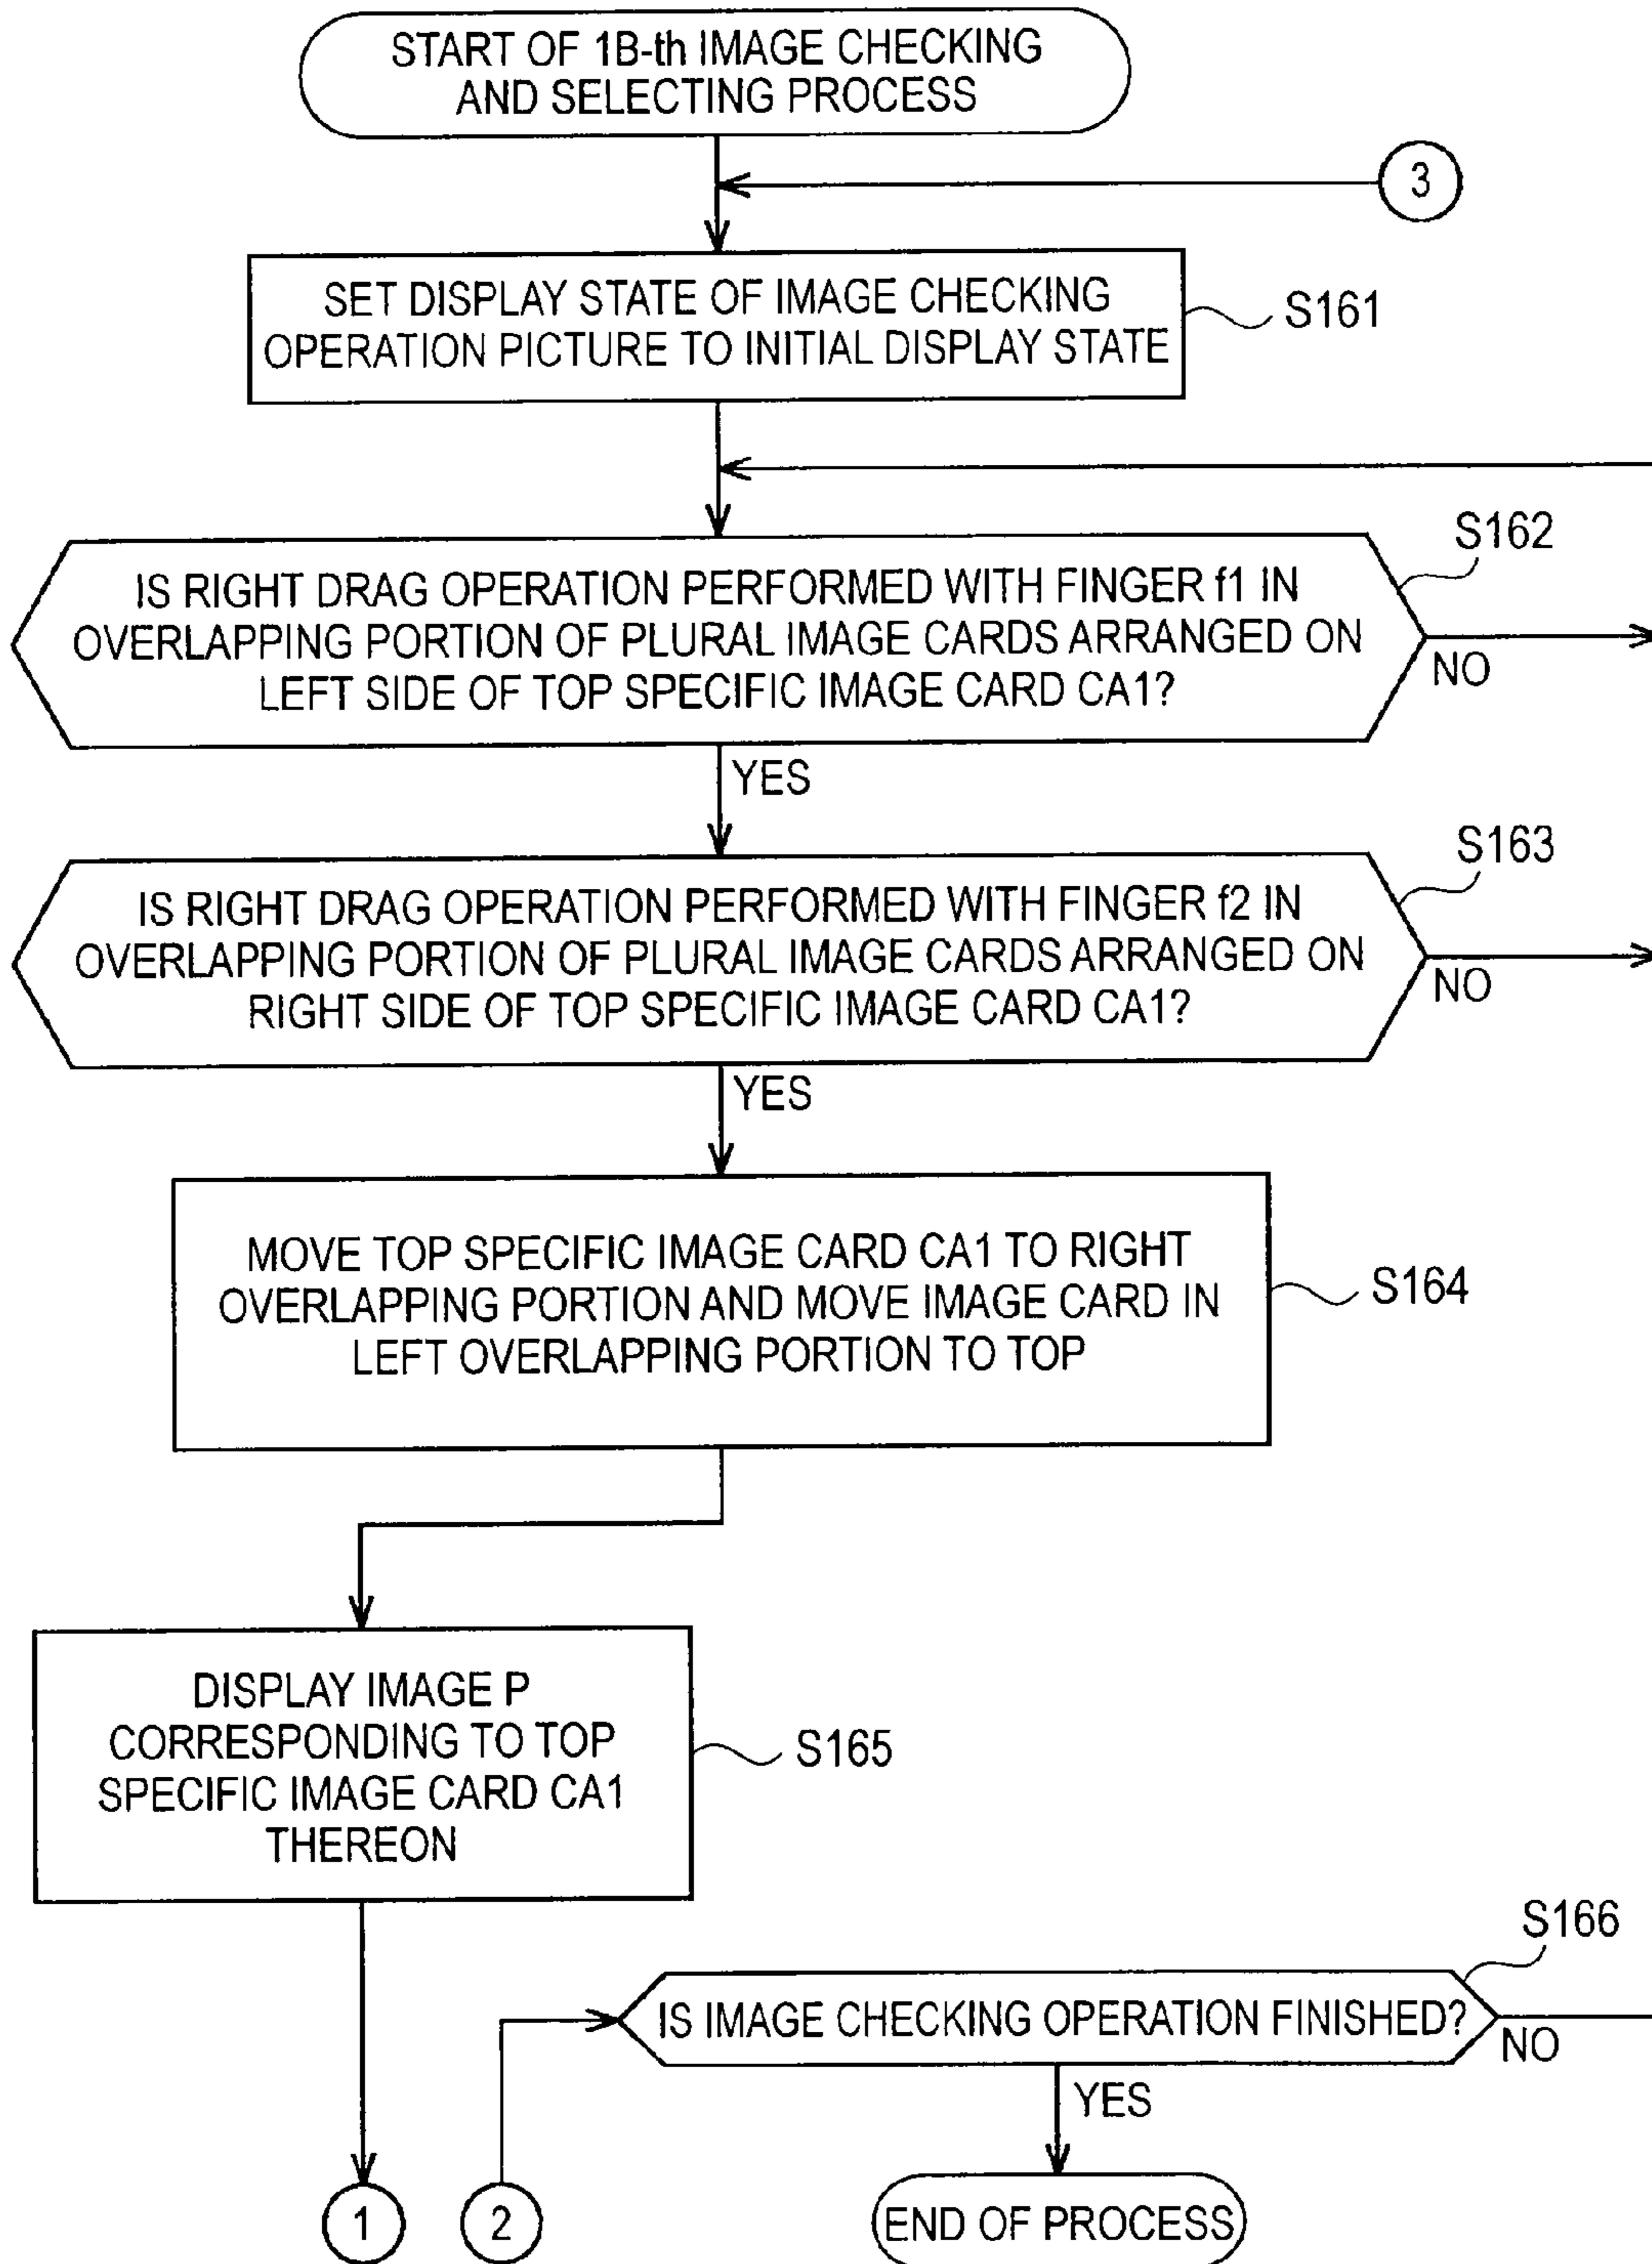 START OF 1B-th IMAGE CHECKING
AND SELECTING PROCESS
3
SET DISPLAY STATE OF IMAGE CHECKING
OPERATION PICTURE TO INITIAL DISPLAY STATE
S161
S162
IS RIGHT DRAG OPERATION PERFORMED WITH FINGER f1 IN
OVERLAPPING PORTION OF PLURAL IMAGE CARDS ARRANGED ON
LEFT SIDE OF TOP SPECIFIC IMAGE CARD CA1?
NO
YES
S163
IS RIGHT DRAG OPERATION PERFORMED WITH FINGER f2 IN
OVERLAPPING PORTION OF PLURAL IMAGE CARDS ARRANGED ON
RIGHT SIDE OF TOP SPECIFIC IMAGE CARD CA1?
NO
YES
MOVE TOP SPECIFIC IMAGE CARD CA1 TO RIGHT
OVERLAPPING PORTION AND MOVE IMAGE CARD IN
LEFT OVERLAPPING PORTION TO TOP
S164
DISPLAY IMAGE P
CORRESPONDING TO TOP
SPECIFIC IMAGE CARD CA1
THEREON
S165
S166
IS IMAGE CHECKING OPERATION FINISHED?
NO
YES
1
2
END OF PROCESS